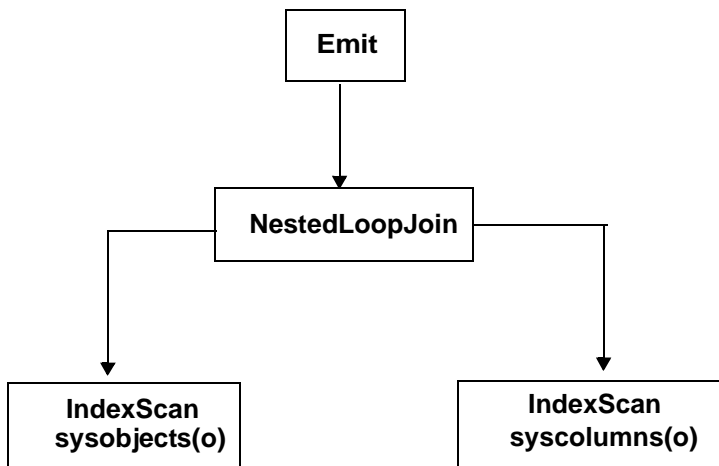 Emit
NestedLoopJoin
IndexScan
sysobjects(o)
IndexScan
syscolumns(o)